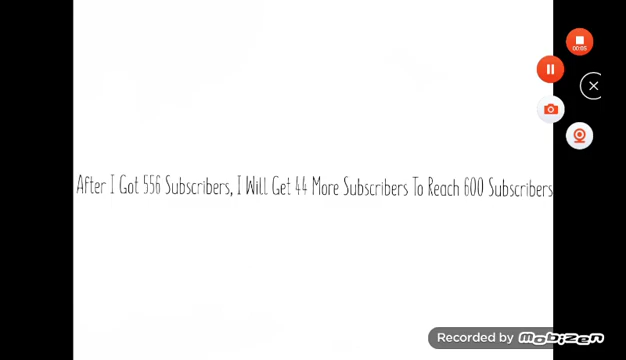 00:05
After I Got 556 Subscribers, I Will Get 44 More Subscribers To Reach 600 Subscribers
Recorded by mobizen